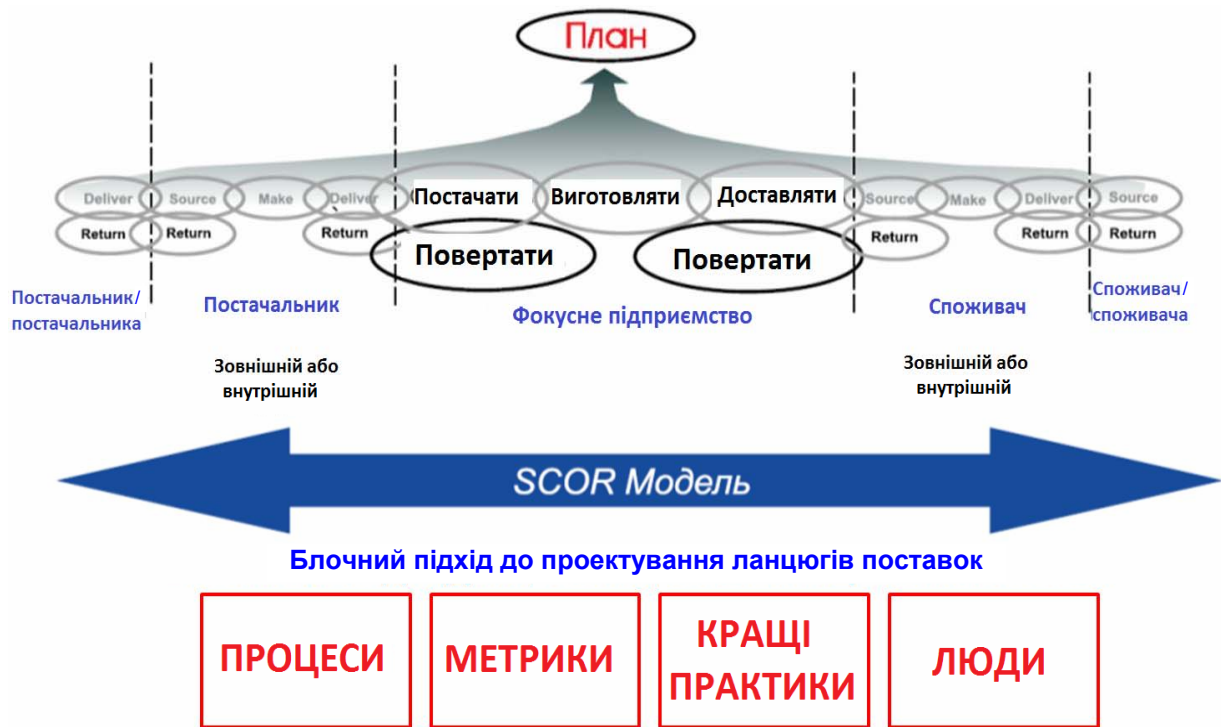 План
Deliver Source Make Deliver Постачати Виготовляти Доставляти Source Make Deliver Source
Return Return Return Повертати Повертати Return Return Return
Постачальник/
постачальника
Постачальник
Фокусне підприємство
Споживач
Споживач/
споживача
Зовнішній або
внутрішній
Зовнішній або
внутрішній
SCOR Модель
Блочний підхід до проектування ланцюгів поставок
ПРОЦЕСИ
МЕТРИКИ
КРАЩІ
ПРАКТИКИ
ЛЮДИ